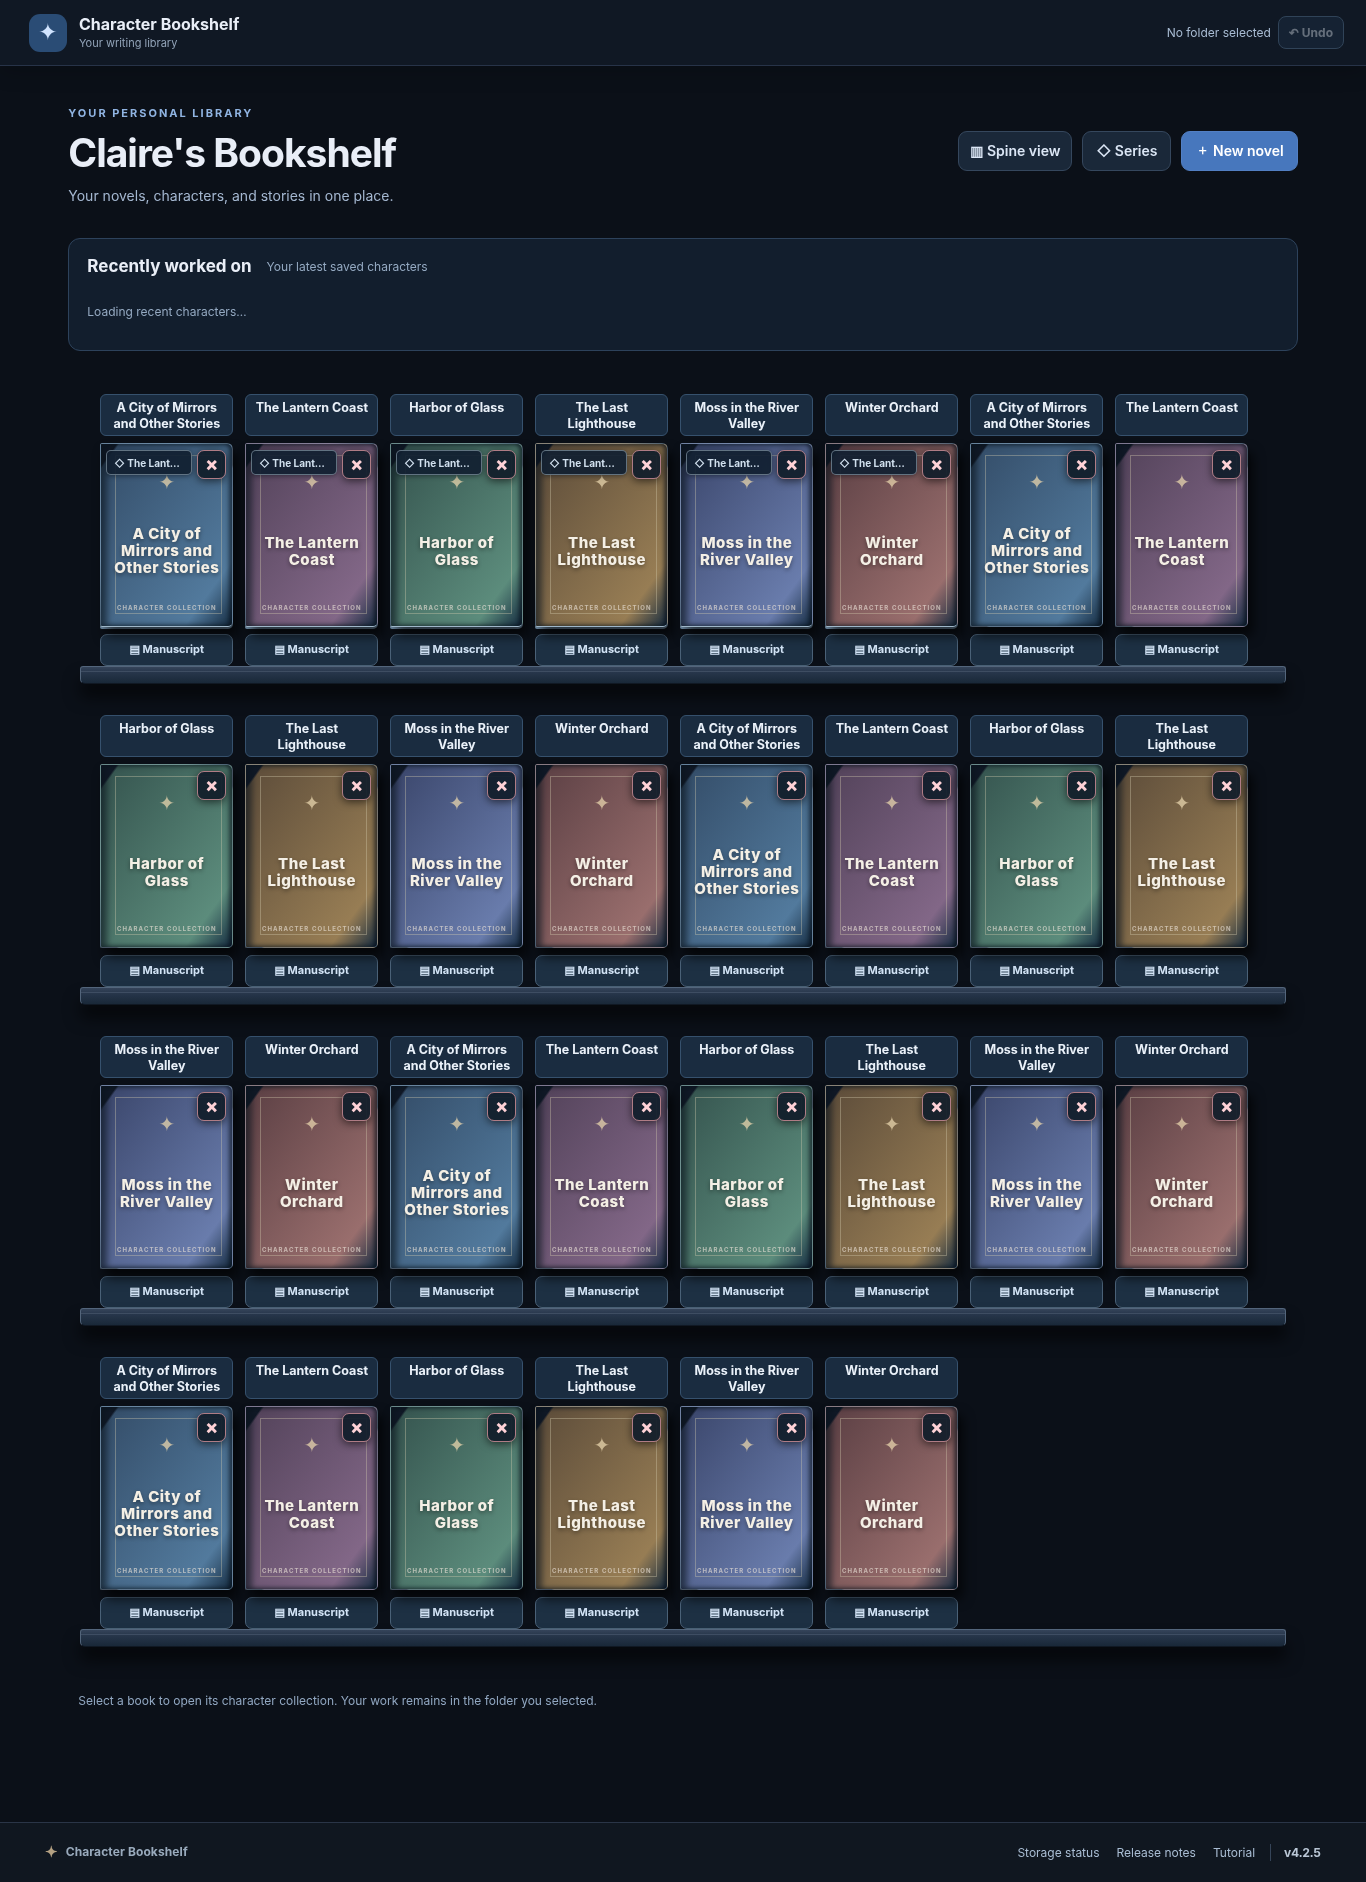 Character Bookshelf
Your writing library
No folder selected
↶ Undo
YOUR PERSONAL LIBRARY
Claire's Bookshelf
Your novels, characters, and stories in one place.
▥ Spine view
◇ Series
+ New novel
Recently worked on
Your latest saved characters
Loading recent characters...
A City of Mirrors
and Other Stories
The Lantern Coast
Harbor of Glass
The Last
Lighthouse
Moss in the River
Valley
Winter Orchard
A City of Mirrors
and Other Stories
The Lantern Coast
◇ The Lant...
×
A City of
Mirrors and
Other Stories
CHARACTER COLLECTION
◇ The Lant...
×
The Lantern
Coast
CHARACTER COLLECTION
◇ The Lant...
×
Harbor of
Glass
CHARACTER COLLECTION
◇ The Lant...
×
The Last
Lighthouse
CHARACTER COLLECTION
◇ The Lant...
×
Moss in the
River Valley
CHARACTER COLLECTION
◇ The Lant...
×
Winter
Orchard
CHARACTER COLLECTION
×
A City of
Mirrors and
Other Stories
CHARACTER COLLECTION
×
The Lantern
Coast
CHARACTER COLLECTION
▤ Manuscript
▤ Manuscript
▤ Manuscript
▤ Manuscript
▤ Manuscript
▤ Manuscript
▤ Manuscript
▤ Manuscript
Harbor of Glass
The Last
Lighthouse
Moss in the River
Valley
Winter Orchard
A City of Mirrors
and Other Stories
The Lantern Coast
Harbor of Glass
The Last
Lighthouse
×
Harbor of
Glass
CHARACTER COLLECTION
×
The Last
Lighthouse
CHARACTER COLLECTION
×
Moss in the
River Valley
CHARACTER COLLECTION
×
Winter
Orchard
CHARACTER COLLECTION
×
A City of
Mirrors and
Other Stories
CHARACTER COLLECTION
×
The Lantern
Coast
CHARACTER COLLECTION
×
Harbor of
Glass
CHARACTER COLLECTION
×
The Last
Lighthouse
CHARACTER COLLECTION
▤ Manuscript
▤ Manuscript
▤ Manuscript
▤ Manuscript
▤ Manuscript
▤ Manuscript
▤ Manuscript
▤ Manuscript
Moss in the River
Valley
Winter Orchard
A City of Mirrors
and Other Stories
The Lantern Coast
Harbor of Glass
The Last
Lighthouse
Moss in the River
Valley
Winter Orchard
×
Moss in the
River Valley
CHARACTER COLLECTION
×
Winter
Orchard
CHARACTER COLLECTION
×
A City of
Mirrors and
Other Stories
CHARACTER COLLECTION
×
The Lantern
Coast
CHARACTER COLLECTION
×
Harbor of
Glass
CHARACTER COLLECTION
×
The Last
Lighthouse
CHARACTER COLLECTION
×
Moss in the
River Valley
CHARACTER COLLECTION
×
Winter
Orchard
CHARACTER COLLECTION
▤ Manuscript
▤ Manuscript
▤ Manuscript
▤ Manuscript
▤ Manuscript
▤ Manuscript
▤ Manuscript
▤ Manuscript
A City of Mirrors
and Other Stories
The Lantern Coast
Harbor of Glass
The Last
Lighthouse
Moss in the River
Valley
Winter Orchard
×
A City of
Mirrors and
Other Stories
CHARACTER COLLECTION
×
The Lantern
Coast
CHARACTER COLLECTION
×
Harbor of
Glass
CHARACTER COLLECTION
×
The Last
Lighthouse
CHARACTER COLLECTION
×
Moss in the
River Valley
CHARACTER COLLECTION
×
Winter
Orchard
CHARACTER COLLECTION
▤ Manuscript
▤ Manuscript
▤ Manuscript
▤ Manuscript
▤ Manuscript
▤ Manuscript
Select a book to open its character collection. Your work remains in the folder you selected.
✦ Character Bookshelf
Storage status
Release notes
Tutorial
v4.2.5